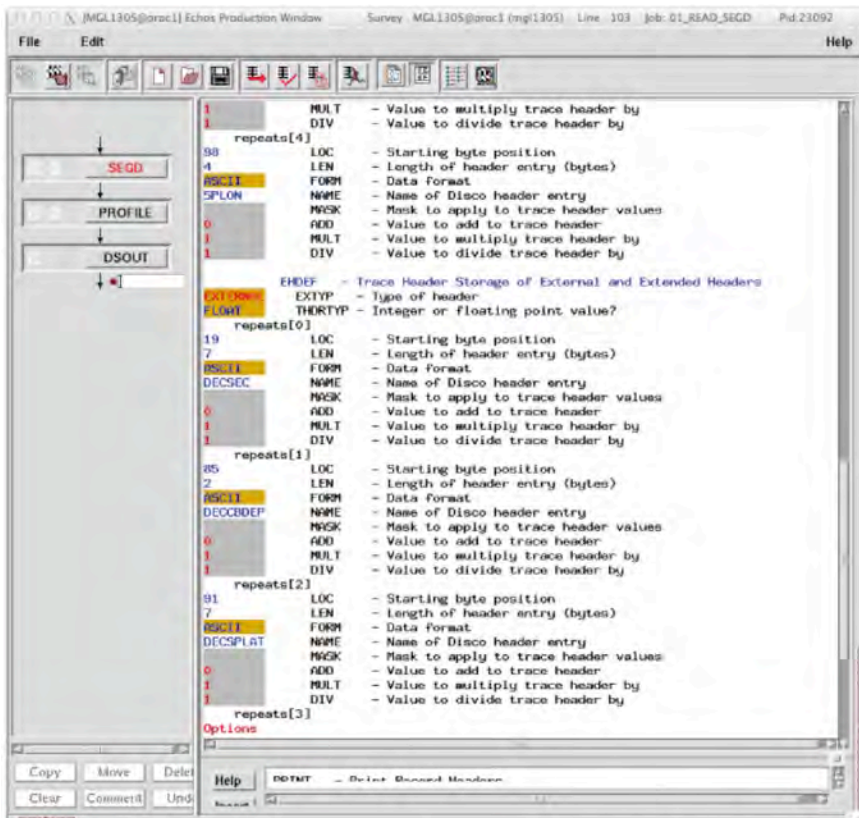 [MGL1305@proc1] Echos Production Window Survey MGL1305@proc1 (mgl1305) Line 103 Job: 01_READ_SEGD Pid:23092
File Edit Help
SEGD
PROFILE
DSOUT
1 MULT - Value to multiply trace header by
1 DIV - Value to divide trace header by
repeats[4]
98 LOC - Starting byte position
4 LEN - Length of header entry (bytes)
ASCII FORM - Data format
SPLON NAME - Name of Disco header entry
MASK - Mask to apply to trace header values
0 ADD - Value to add to trace header
1 MULT - Value to multiply trace header by
1 DIV - Value to divide trace header by
EHDEF - Trace Header Storage of External and Extended Headers
EXTERNAL EXTYP - Type of header
FLOAT THDRTYP - Integer or floating point value?
repeats[0]
19 LOC - Starting byte position
7 LEN - Length of header entry (bytes)
ASCII FORM - Data format
DECSEC NAME - Name of Disco header entry
MASK - Mask to apply to trace header values
0 ADD - Value to add to trace header
1 MULT - Value to multiply trace header by
1 DIV - Value to divide trace header by
repeats[1]
85 LOC - Starting byte position
2 LEN - Length of header entry (bytes)
ASCII FORM - Data format
DECCBDEP NAME - Name of Disco header entry
MASK - Mask to apply to trace header values
0 ADD - Value to add to trace header
1 MULT - Value to multiply trace header by
1 DIV - Value to divide trace header by
repeats[2]
91 LOC - Starting byte position
7 LEN - Length of header entry (bytes)
ASCII FORM - Data format
DECSPLAT NAME - Name of Disco header entry
MASK - Mask to apply to trace header values
0 ADD - Value to add to trace header
1 MULT - Value to multiply trace header by
1 DIV - Value to divide trace header by
repeats[3]
Options
Copy Move Delet
Clear Comment Und
Help PRINT - Print Record Headers